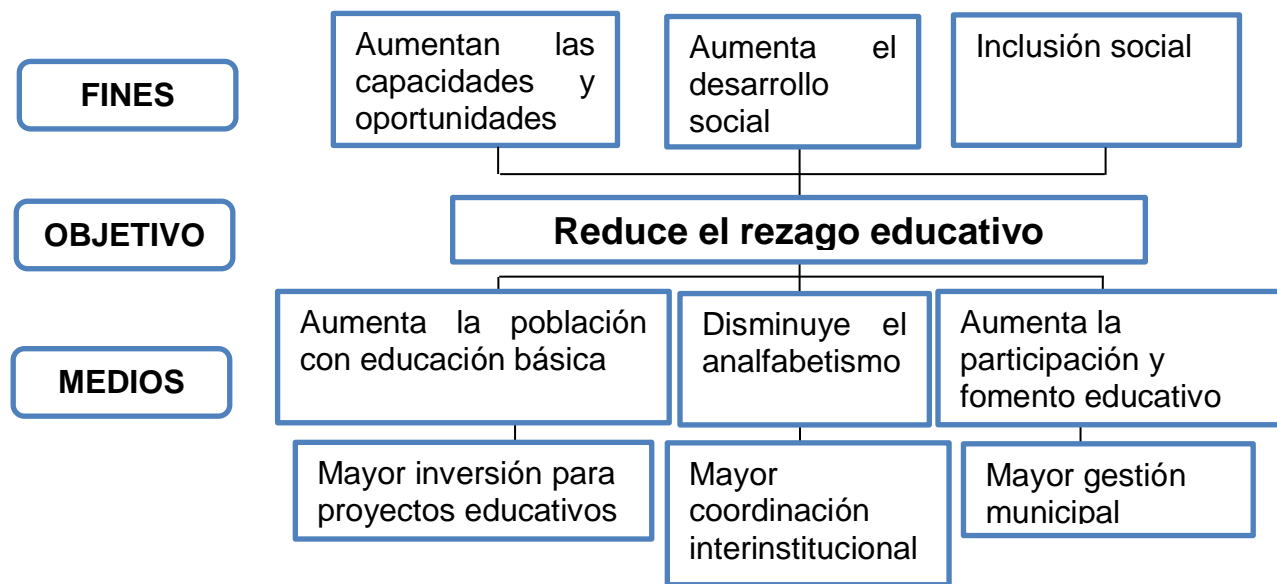 FINES
Aumentan las
capacidades y
oportunidades
Aumenta el
desarrollo
social
Inclusión social
OBJETIVO
Reduce el rezago educativo
MEDIOS
Aumenta la población
con educación básica
Disminuye el
analfabetismo
Aumenta la
participación y
fomento educativo
Mayor inversión para
proyectos educativos
Mayor
coordinación
interinstitucional
Mayor gestión
municipal